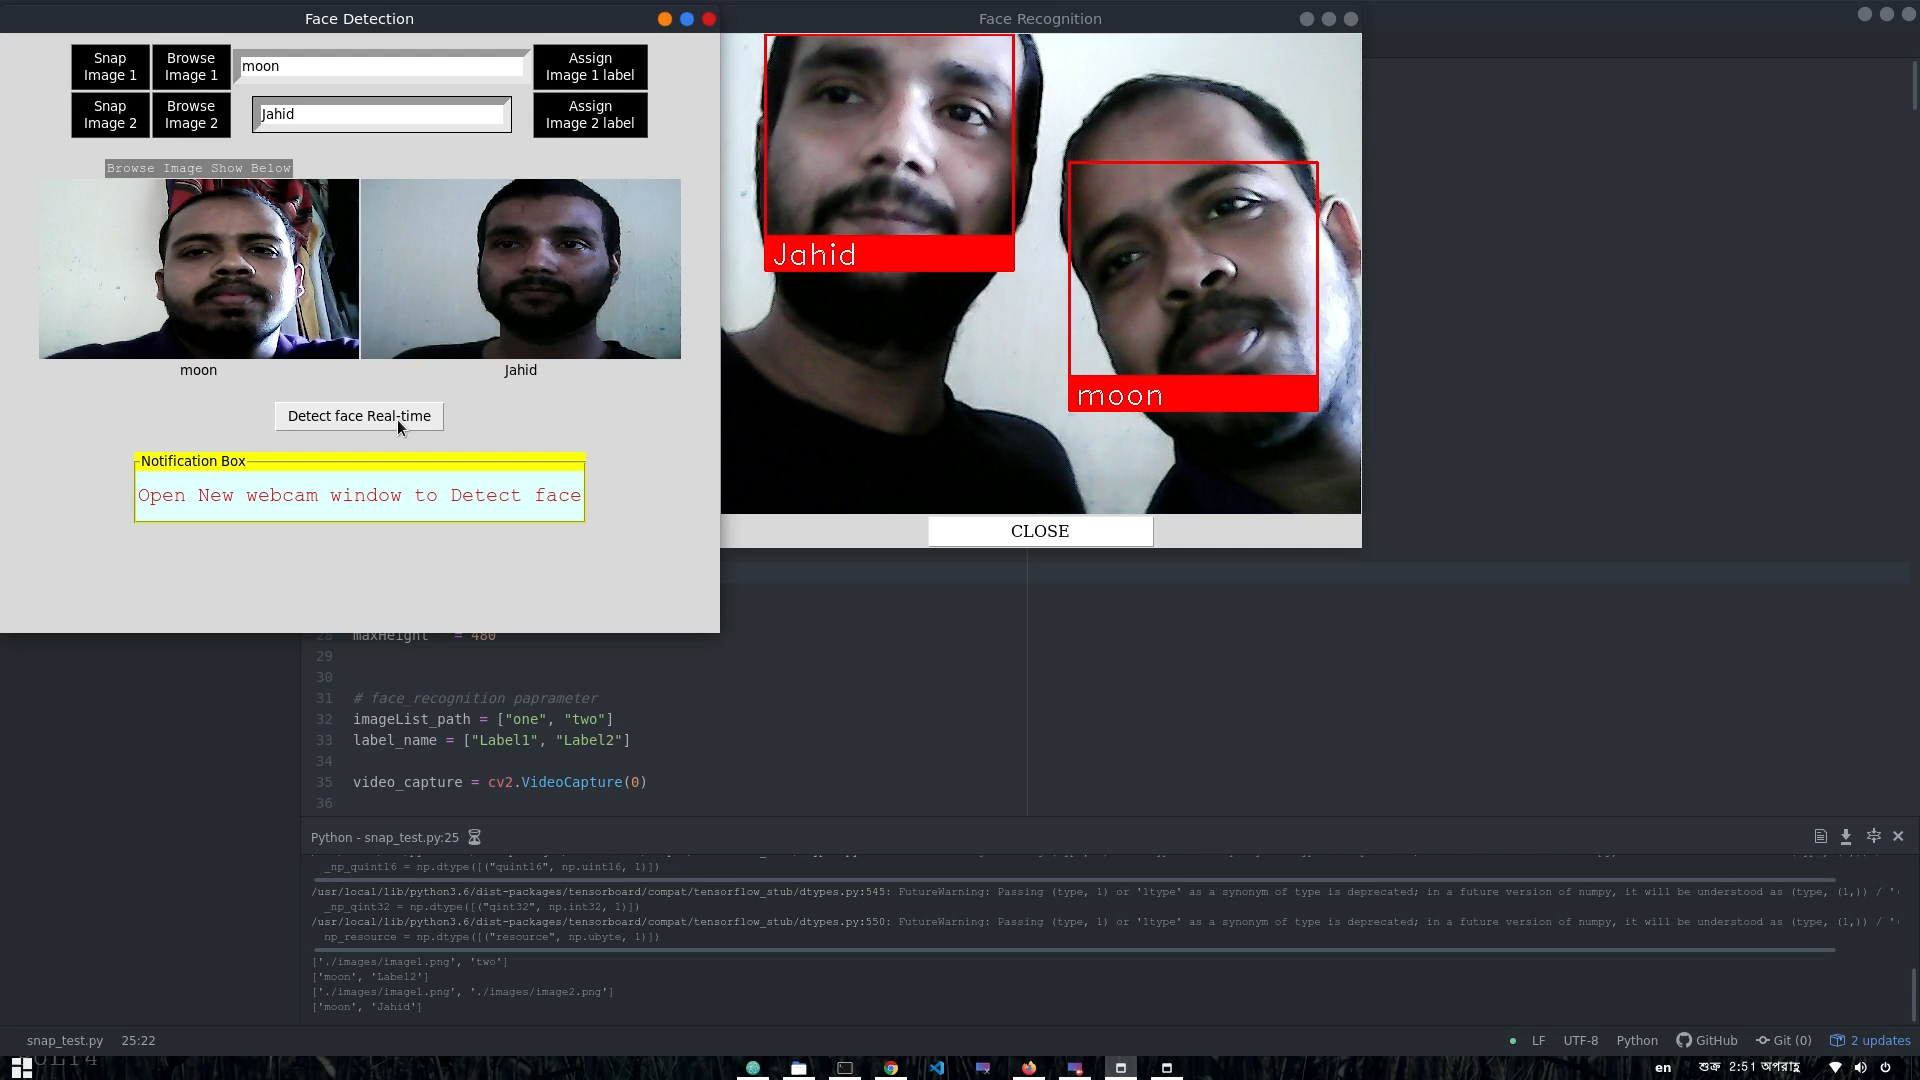 Face Detection
Snap
Image 1
Browse
Image 1
moon
Assign
Image 1 label
Snap
Image 2
Browse
Image 2
Jahid
Assign
Image 2 label
Browse Image Show Below
moon
Jahid
Detect face Real-time
Notification Box
Open New webcam window to Detect face
Face Recognition
Jahid
moon
CLOSE
28 maxHeight = 480
29
30
31 # face_recognition paprameter
32 imageList_path = ["one", "two"]
33 label_name = ["Label1", "Label2"]
34
35 video_capture = cv2.VideoCapture(0)
36
Python - snap_test.py:25
_np_quint16 = np.dtype([("quint16", np.uint16, 1)])
/usr/local/lib/python3.6/dist-packages/tensorboard/compat/tensorflow_stub/dtypes.py:545: FutureWarning: Passing (type, 1) or '1type' as a synonym of type is deprecated; in a future version of numpy, it will be understood as (type, (1,)) / '(
_np_qint32 = np.dtype([("qint32", np.int32, 1)])
/usr/local/lib/python3.6/dist-packages/tensorboard/compat/tensorflow_stub/dtypes.py:550: FutureWarning: Passing (type, 1) or '1type' as a synonym of type is deprecated; in a future version of numpy, it will be understood as (type, (1,)) / '(
np_resource = np.dtype([("resource", np.ubyte, 1)])
['./images/image1.png', 'two']
['moon', 'Label2']
['./images/image1.png', './images/image2.png']
['moon', 'Jahid']
snap_test.py 25:22
LF UTF-8 Python GitHub Git (0) 2 updates
en শুক্র 2:51 অপরাহ্ণ